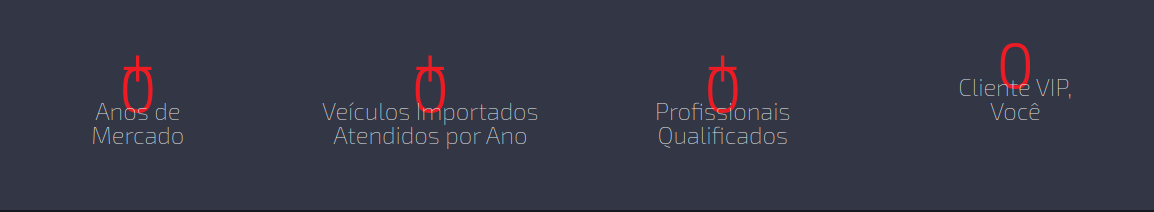 +
0
Anos de
Mercado
+
0
Veículos Importados
Atendidos por Ano
+
0
Profissionais
Qualificados
0
Cliente VIP,
Você